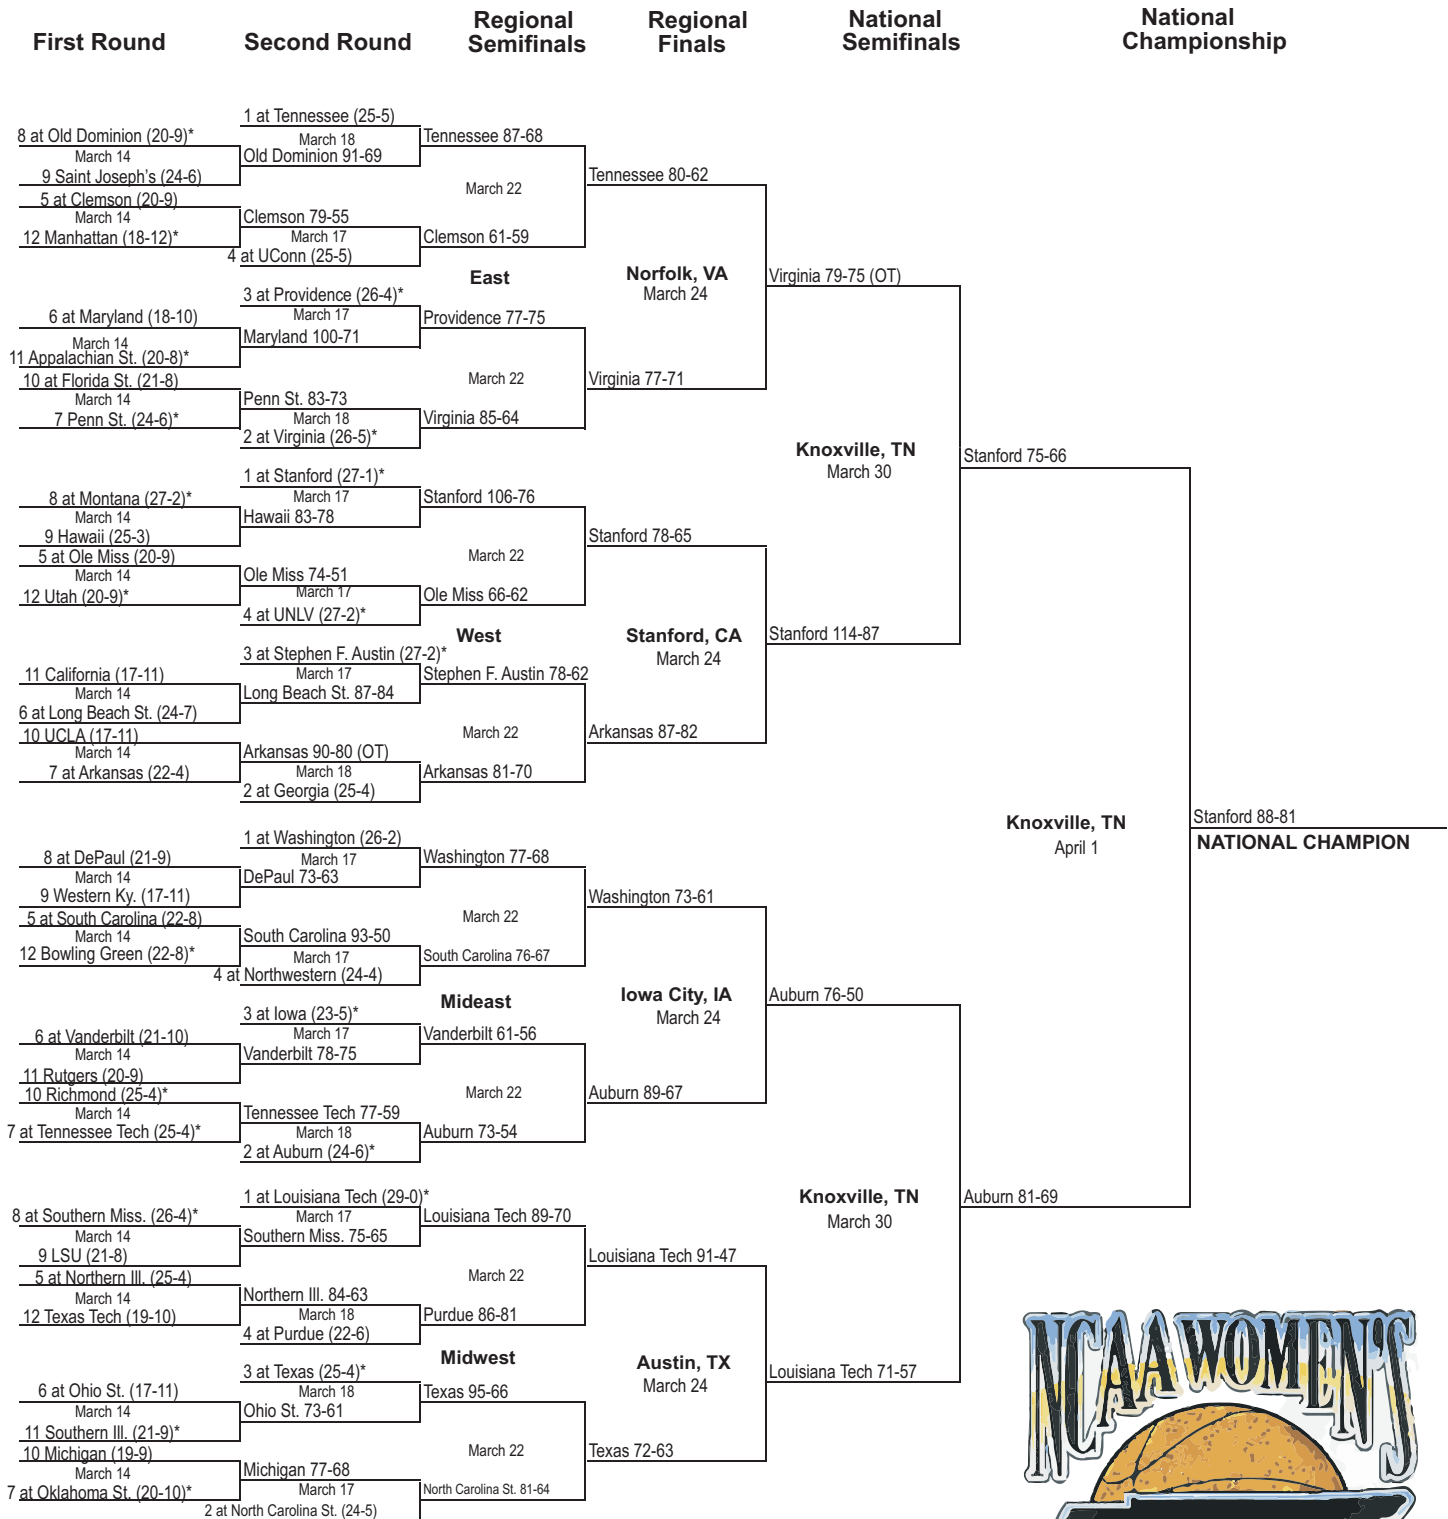 First Round
Second Round
Regional
Semifinals
Regional
Finals
National
Semifinals
National
Championship
1 at Tennessee (25-5)
8 at Old Dominion (20-9)*
March 18
Tennessee 87-68
March 14
Old Dominion 91-69
9 Saint Joseph's (24-6)
March 22
Tennessee 80-62
5 at Clemson (20-9)
March 14
Clemson 79-55
12 Manhattan (18-12)*
March 17
Clemson 61-59
4 at UConn (25-5)
East
Norfolk, VA
March 24
Virginia 79-75 (OT)
3 at Providence (26-4)*
6 at Maryland (18-10)
March 17
Providence 77-75
March 14
Maryland 100-71
11 Appalachian St. (20-8)*
10 at Florida St. (21-8)
March 22
Virginia 77-71
March 14
Penn St. 83-73
7 Penn St. (24-6)*
March 18
Virginia 85-64
2 at Virginia (26-5)*
Knoxville, TN
March 30
Stanford 75-66
1 at Stanford (27-1)*
8 at Montana (27-2)*
March 17
Stanford 106-76
March 14
Hawaii 83-78
9 Hawaii (25-3)
Stanford 78-65
5 at Ole Miss (20-9)
March 22
March 14
Ole Miss 74-51
12 Utah (20-9)*
March 17
Ole Miss 66-62
4 at UNLV (27-2)*
West
Stanford, CA
March 24
Stanford 114-87
3 at Stephen F. Austin (27-2)*
11 California (17-11)
March 17
Stephen F. Austin 78-62
March 14
Long Beach St. 87-84
6 at Long Beach St. (24-7)
10 UCLA (17-11)
March 22
Arkansas 87-82
March 14
Arkansas 90-80 (OT)
7 at Arkansas (22-4)
March 18
Arkansas 81-70
2 at Georgia (25-4)
Knoxville, TN
April 1
Stanford 88-81
NATIONAL CHAMPION
1 at Washington (26-2)
8 at DePaul (21-9)
March 17
Washington 77-68
March 14
DePaul 73-63
9 Western Ky. (17-11)
Washington 73-61
5 at South Carolina (22-8)
March 22
March 14
South Carolina 93-50
12 Bowling Green (22-8)*
March 17
South Carolina 76-67
4 at Northwestern (24-4)
Mideast
Iowa City, IA
March 24
Auburn 76-50
3 at Iowa (23-5)*
6 at Vanderbilt (21-10)
March 17
Vanderbilt 61-56
March 14
Vanderbilt 78-75
11 Rutgers (20-9)
10 Richmond (25-4)*
March 22
Auburn 89-67
March 14
Tennessee Tech 77-59
7 at Tennessee Tech (25-4)*
March 18
Auburn 73-54
2 at Auburn (24-6)*
Knoxville, TN
March 30
Auburn 81-69
1 at Louisiana Tech (29-0)*
8 at Southern Miss. (26-4)*
March 17
Louisiana Tech 89-70
March 14
Southern Miss. 75-65
9 LSU (21-8)
Louisiana Tech 91-47
5 at Northern Ill. (25-4)
March 22
March 14
Northern Ill. 84-63
12 Texas Tech (19-10)
March 18
Purdue 86-81
4 at Purdue (22-6)
Midwest
Austin, TX
March 24
Louisiana Tech 71-57
3 at Texas (25-4)*
6 at Ohio St. (17-11)
March 18
Texas 95-66
March 14
Ohio St. 73-61
11 Southern Ill. (21-9)*
10 Michigan (19-9)
March 22
Texas 72-63
March 14
Michigan 77-68
7 at Oklahoma St. (20-10)*
March 17
North Carolina St. 81-64
2 at North Carolina St. (24-5)
NCAA WOMEN'S